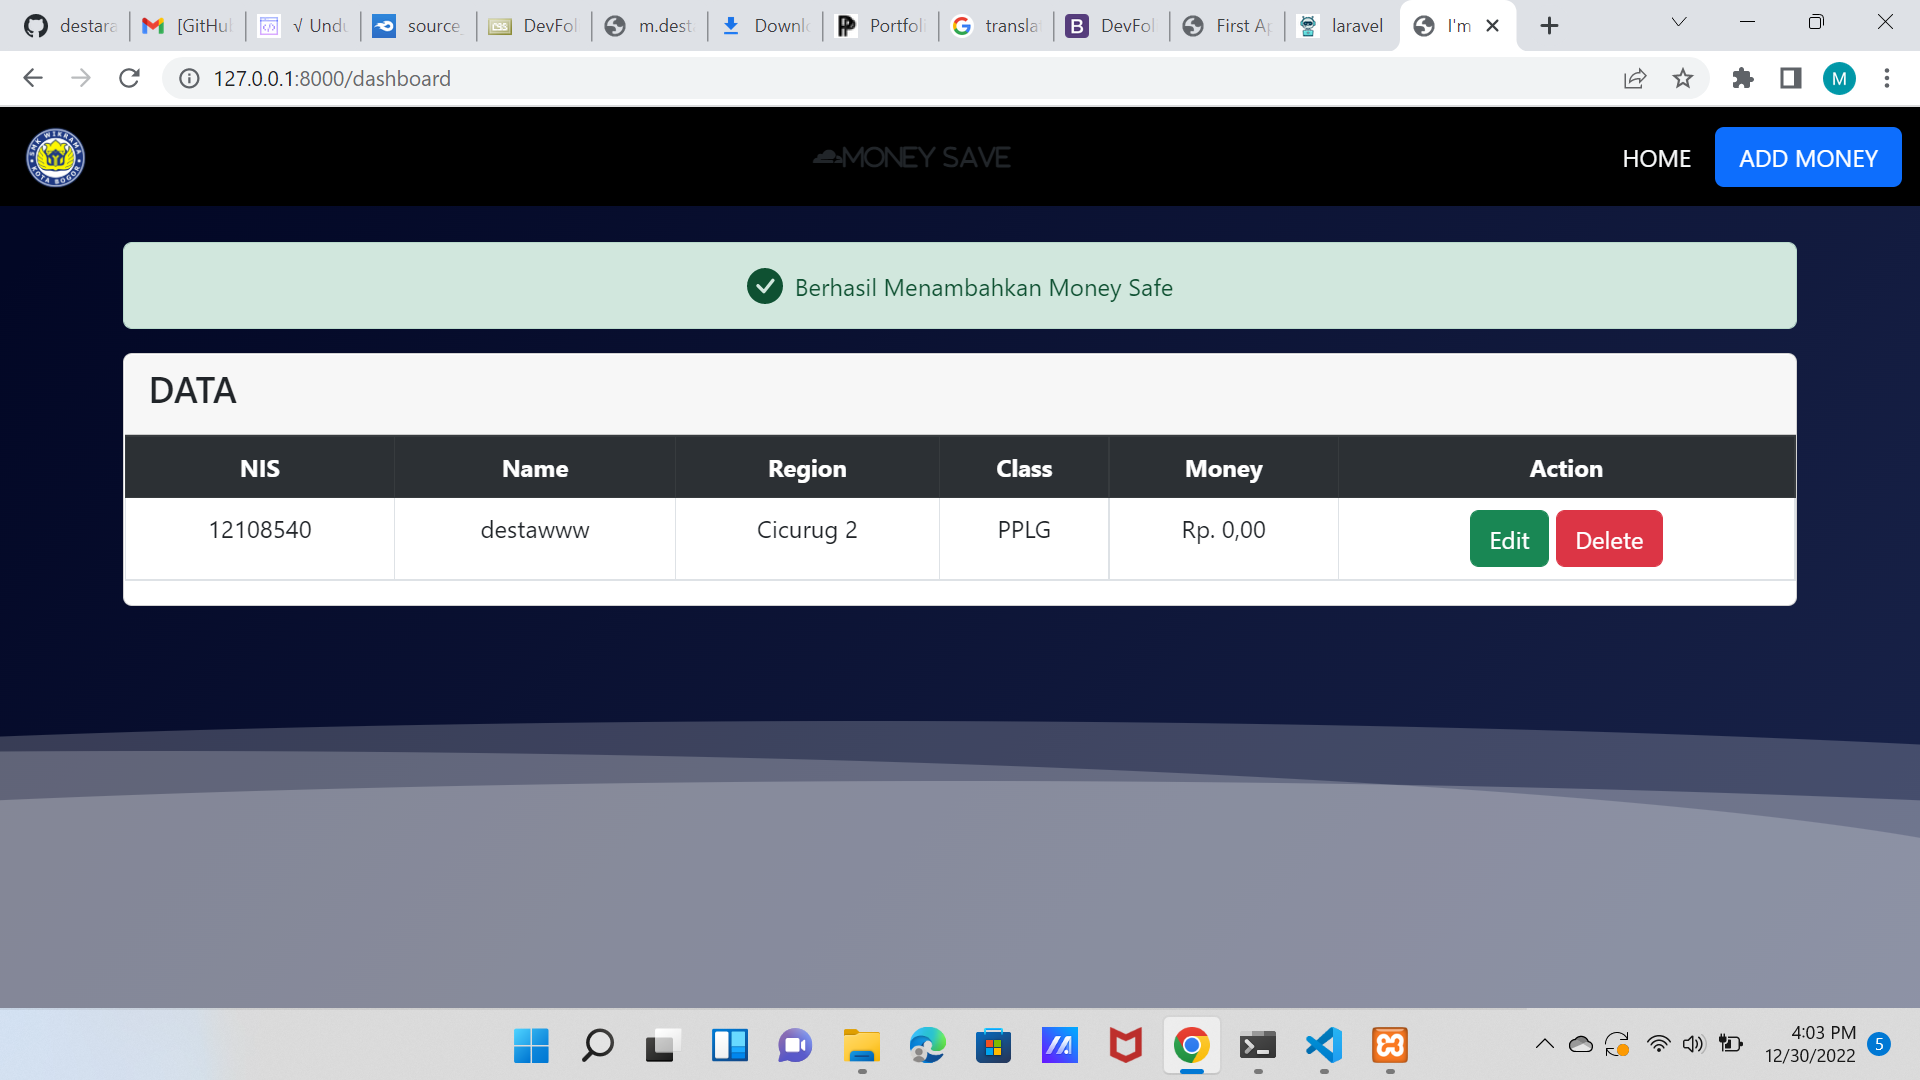 destara
[GitHu
√ Undu
source
DevFol
m.dest
Downlo
Portfoli
translat
DevFol
First Ap
laravel
I'm
127.0.0.1:8000/dashboard
M
MONEY SAVE
HOME
ADD MONEY
Berhasil Menambahkan Money Safe
DATA
NIS Name Region Class Money Action
12108540 destawww Cicurug 2 PPLG Rp. 0,00 Edit Delete
4:03 PM
12/30/2022
5